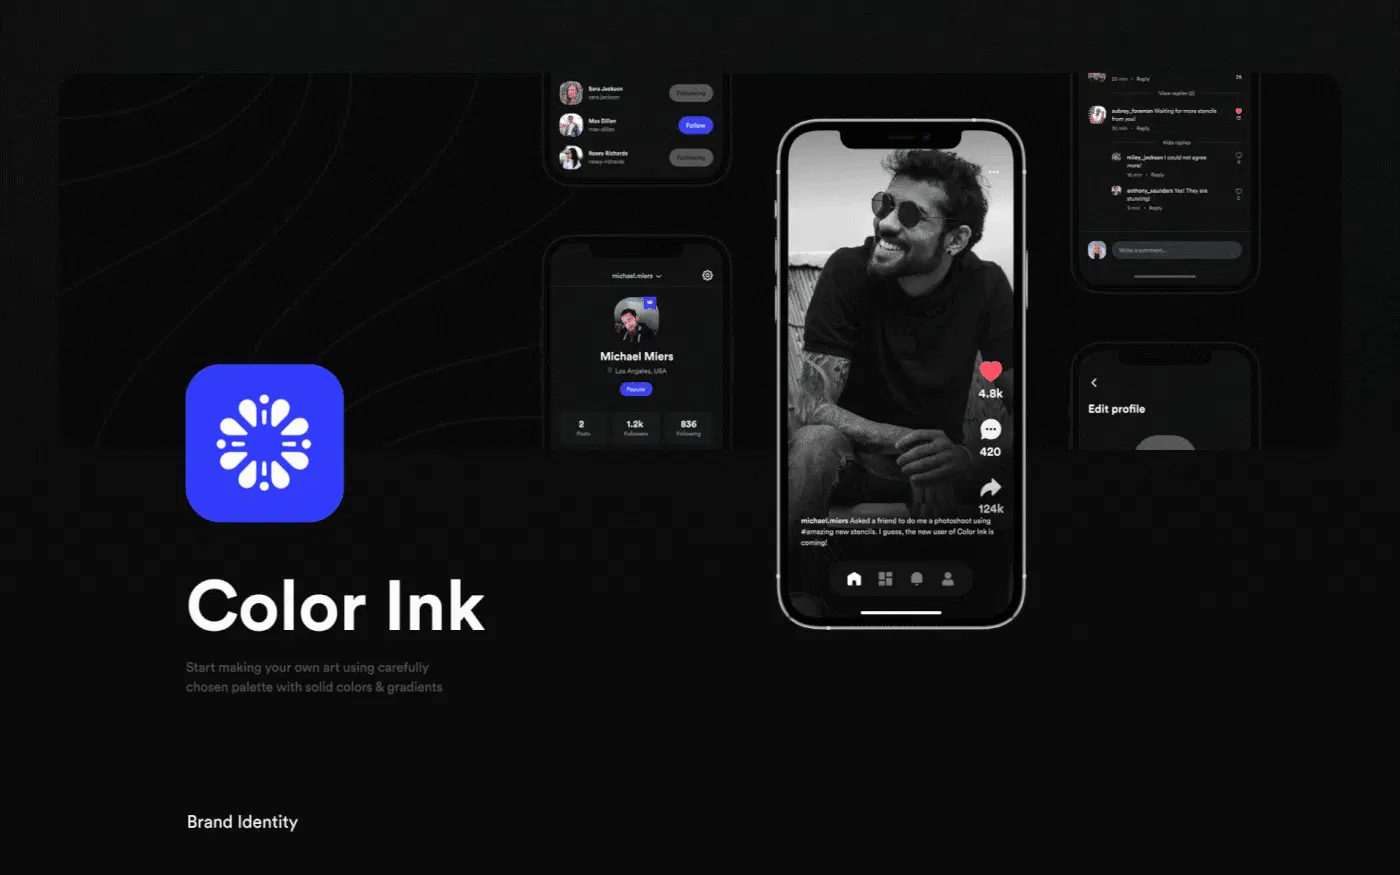 Sara Jackson
sara.jackson
Following
Max Dillan
max-dillan
Follow
Rosey Richards
rosey-richards
Following
michael.miers
Michael Miers
Los Angeles, USA
Popular
2
Posts
1.2k
Followers
836
Following
4.8k
420
124k
michael.miers Asked a friend to do me a photoshoot using
#amazing new stencils. I guess, the new user of Color Ink is
coming!
20 min • Reply
View replies (2)
aubrey_foreman Waiting for more stencils
from you!
30 min • Reply
Hide replies
miley_jackson I could not agree
more!
16 min • Reply
anthony_saunders Yes! They are
stunning!
5 min • Reply
Write a comment...
Edit profile
Color Ink
Start making your own art using carefully
chosen palette with solid colors & gradients
Brand Identity